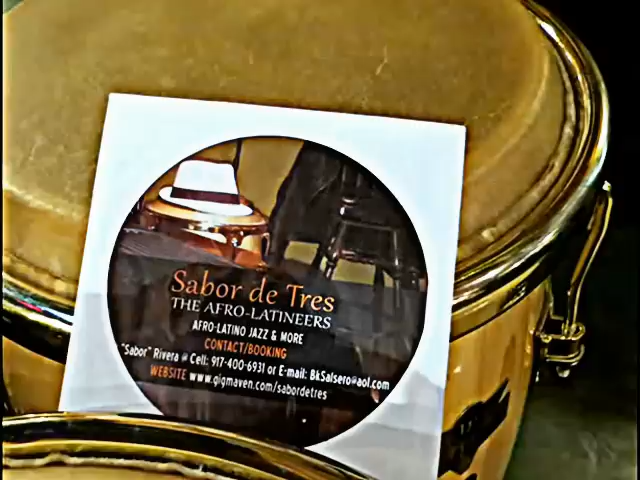 Sabor de Tres
THE AFRO-LATINEERS
AFRO-LATINO JAZZ & MORE
CONTACT/BOOKING
"Sabor" Rivera @ Cell: 917-400-6931 or E-mail: BkSalsero@aol.com
WEBSITE www.gigmaven.com/sabordetres